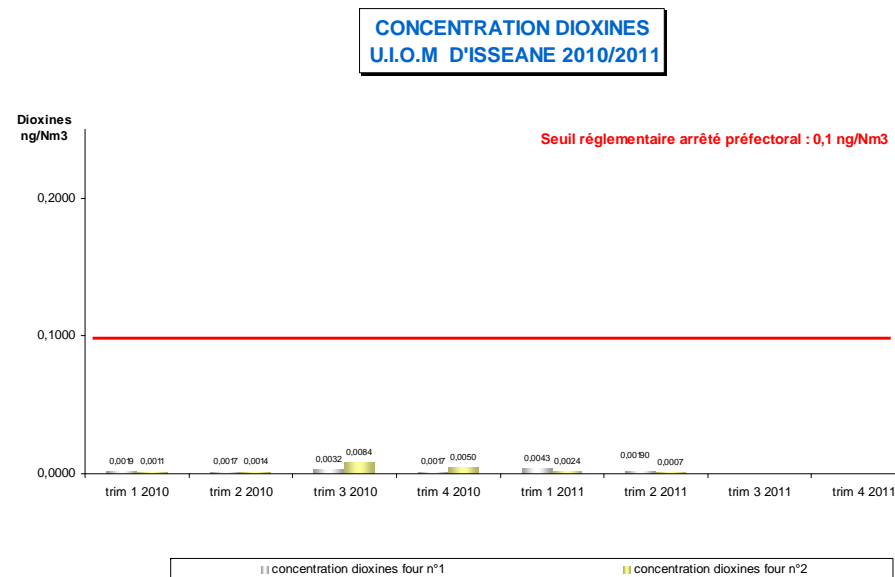 CONCENTRATION DIOXINES
U.I.O.M D'ISSEANE 2010/2011
Dioxines
ng/Nm3
Seuil réglementaire arrêté préfectoral : 0,1 ng/Nm3
0,2000
0,1000
0,0000
0,0019 0,0011 0,0017 0,0014 0,0032 0,0084 0,0017 0,0050 0,0043 0,0024 0,00190 0,0007
trim 1 2010 trim 2 2010 trim 3 2010 trim 4 2010 trim 1 2011 trim 2 2011 trim 3 2011 trim 4 2011
concentration dioxines four n°1 concentration dioxines four n°2